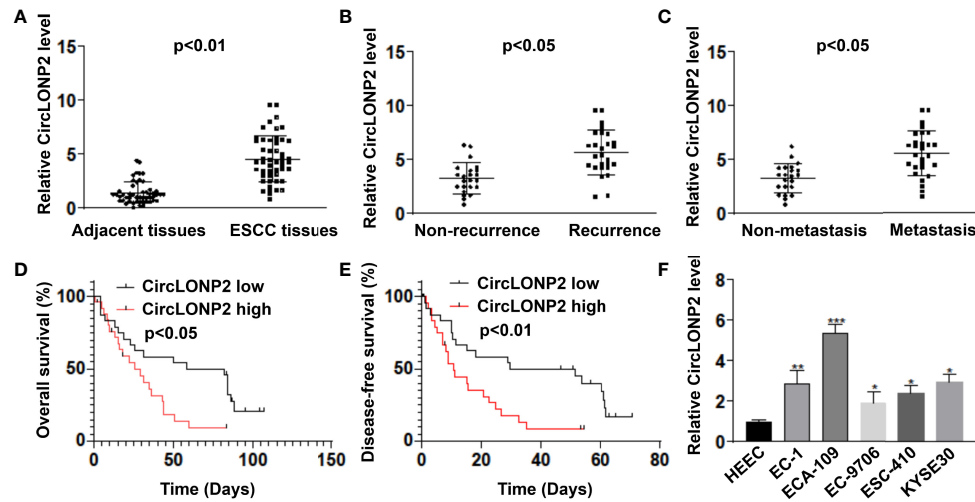 A
p<0.01
Relative CircLONP2 level
15
10
5
0
Adjacent tissues
ESCC tissues
B
p<0.05
Relative CircLONP2 level
15
10
5
0
Non-recurrence
Recurrence
C
p<0.05
Relative CircLONP2 level
15
10
5
0
Non-metastasis
Metastasis
D
CircLONP2 low
CircLONP2 high
p<0.05
Overall survival (%)
100
50
0
0
50
100
150
Time (Days)
E
CircLONP2 low
CircLONP2 high
p<0.01
Disease-free survival (%)
100
50
0
0
20
40
60
80
Time (Days)
F
Relative CircLONP2 level
8
6
4
2
0
**
***
*
*
*
HEEC
EC-1
ECA-109
EC-9706
ESC-410
KYSE30